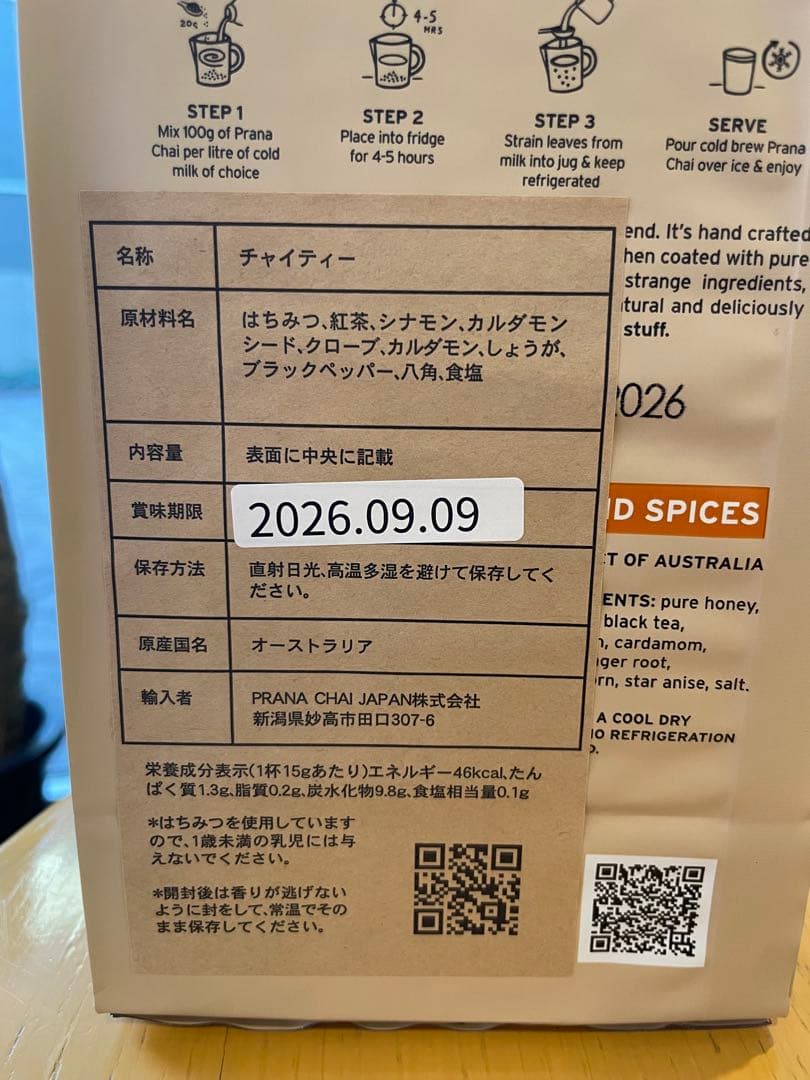 20g
4-5
HRS
STEP 1
Mix 100g of Prana
Chai per litre of cold
milk of choice
STEP 2
Place into fridge
for 4-5 hours
STEP 3
Strain leaves from
milk into jug & keep
refrigerated
SERVE
Pour cold brew Prana
Chai over ice & enjoy
名称
チャイティー
原材料名
はちみつ、紅茶、シナモン、カルダモン
シード、クローブ、カルダモン、しょうが、
ブラックペッパー、八角、食塩
内容量
表面に中央に記載
賞味期限
2026.09.09
保存方法
直射日光、高温多湿を避けて保存してく
ださい。
原産国名
オーストラリア
輸入者
PRANA CHAI JAPAN株式会社
新潟県妙高市田口307-6
栄養成分表示(1杯15gあたり)エネルギー46kcal、たん
ぱく質1.3g、脂質0.2g、炭水化物9.8g、食塩相当量0.1g
*はちみつを使用しています
ので、1歳未満の乳児には与
えないでください。
*開封後は香りが逃げない
ように封をして、常温でその
まま保存してください。
end. It's hand crafted
hen coated with pure
strange ingredients,
tural and deliciously
stuff.
2026
D SPICES
T OF AUSTRALIA
ENTS: pure honey,
black tea,
n, cardamom,
ger root,
rn, star anise, salt.
A COOL DRY
O REFRIGERATION
D.